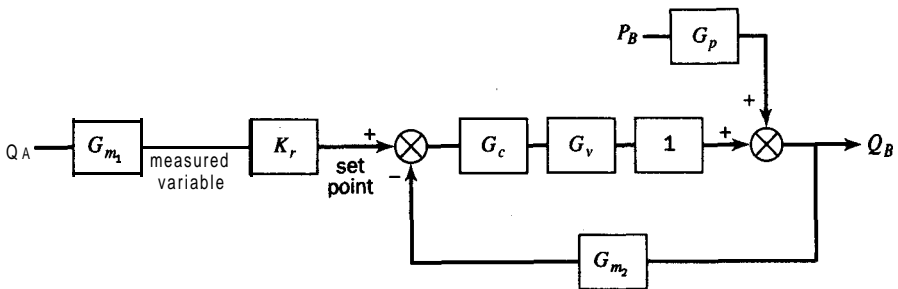 P_B
G_p
+
Q_A
G_m1
measured
variable
K_r
+
set
point
−
G_c
G_v
1
+
Q_B
G_m2